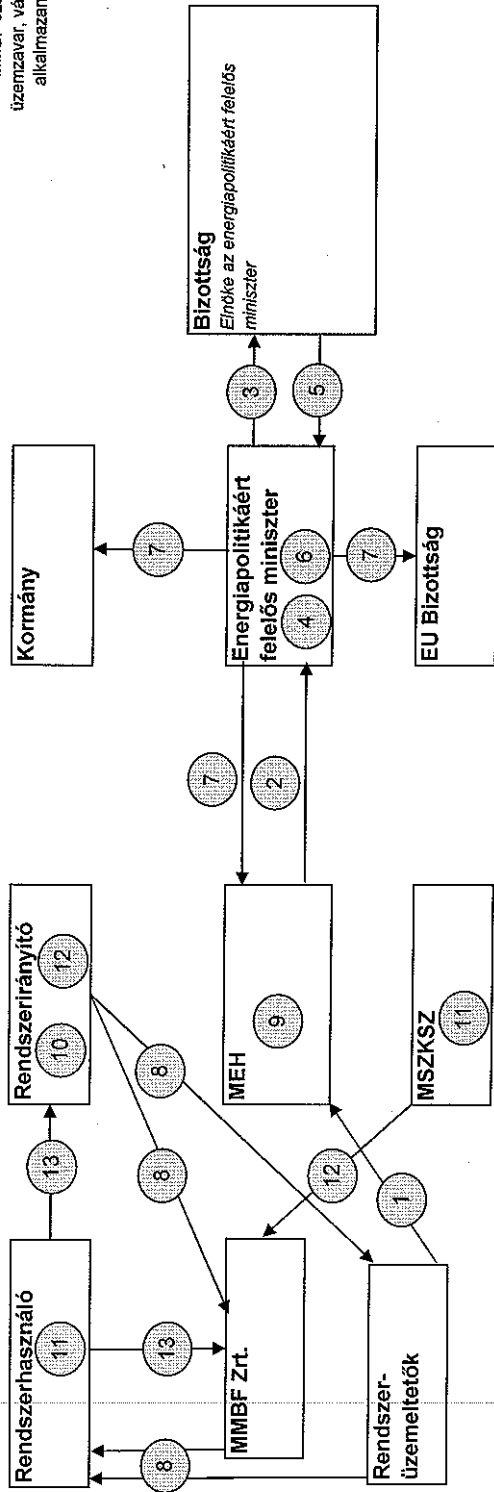 üzemzavar, vá
alkalmazan
Rendszerhasználó
11
13
Rendszerirányító
10
12
Kormány
7
Bizottság
Elnöke az energiapolitikáért felelős
miniszter
3
5
Energiapolitikáért
felelős miniszter
4
6
7
2
7
MEH
9
8
8
13
MMBF Zrt.
8
12
1
Rendszer-
üzemeltetők
MSZKSZ
11
EU Bizottság